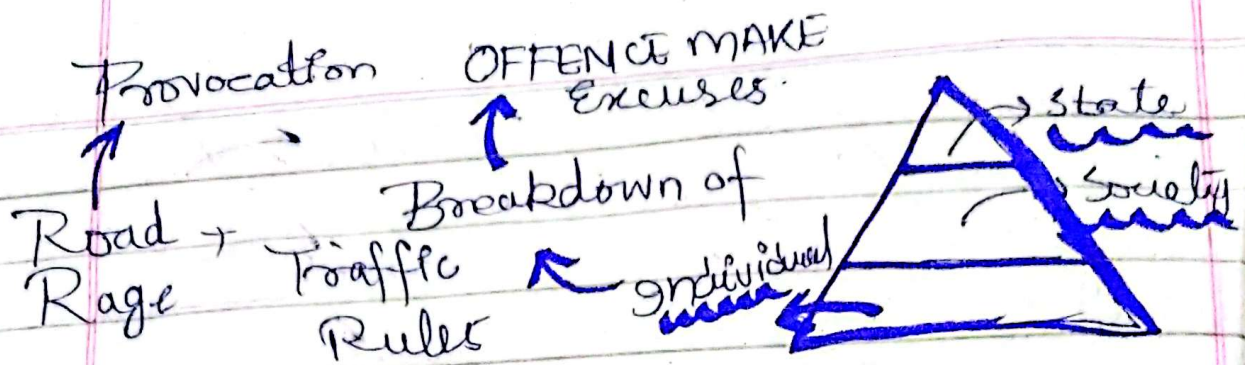 Provocation OFFENCE MAKE
Excuses.
State
Road + Breakdown of
Rage Traffic
Rules
Society
Individual